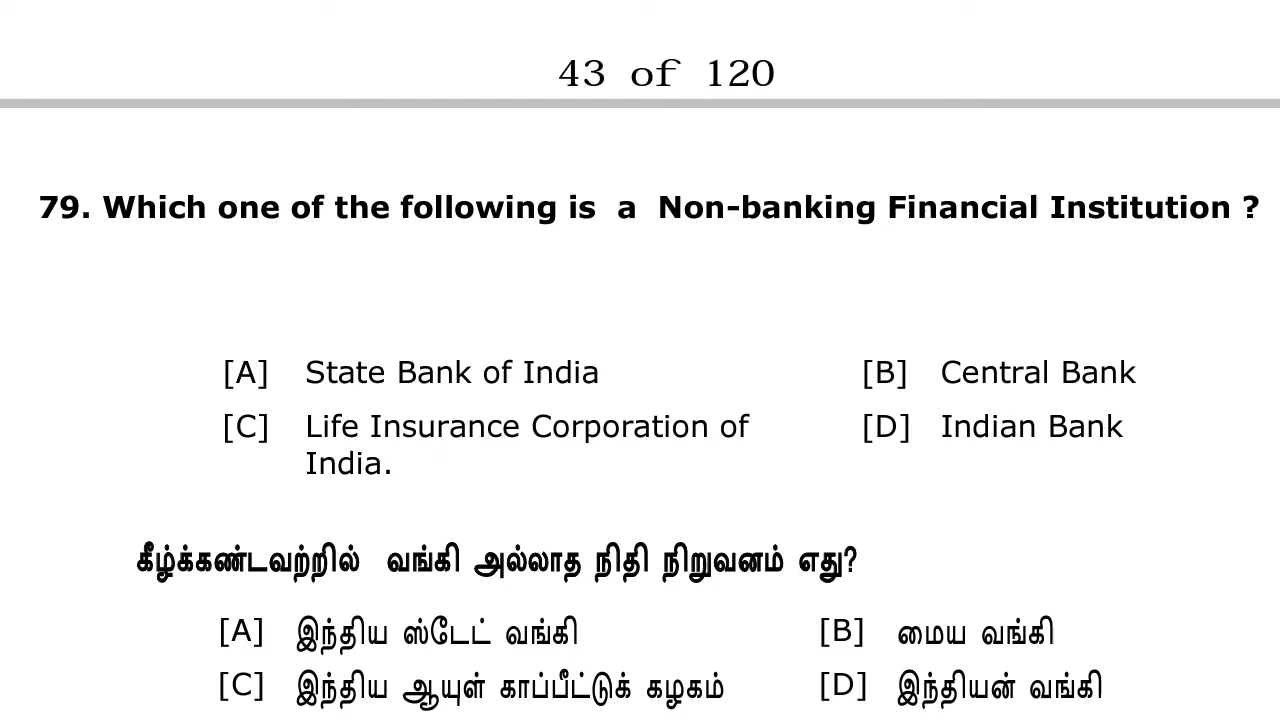 43 of 120
79. Which one of the following is a Non-banking Financial Institution ?
[A] State Bank of India [B] Central Bank
[C] Life Insurance Corporation of India. [D] Indian Bank
கீழ்க்கண்டவற்றில் வங்கி அல்லாத நிதி நிறுவனம் எது?
[A] இந்திய ஸ்டேட் வங்கி [B] மைய வங்கி
[C] இந்திய ஆயுள் காப்பீட்டுக் கழகம் [D] இந்தியன் வங்கி